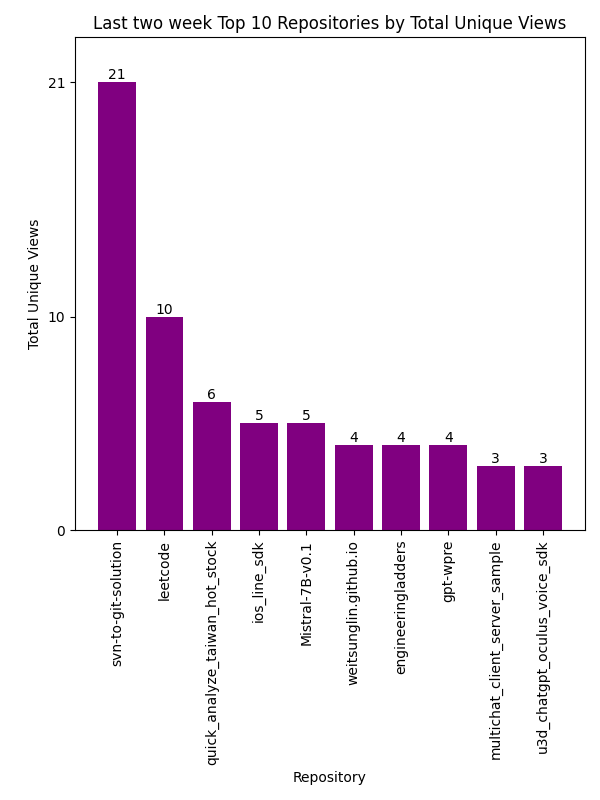 Last two week Top 10 Repositories by Total Unique Views
Total Unique Views
21
10
0
21
10
6
5
5
4
4
4
3
3
svn-to-git-solution
leetcode
quick_analyze_taiwan_hot_stock
ios_line_sdk
Mistral-7B-v0.1
weitsunglin.github.io
engineeringladders
gpt-wpre
multichat_client_server_sample
u3d_chatgpt_oculus_voice_sdk
Repository